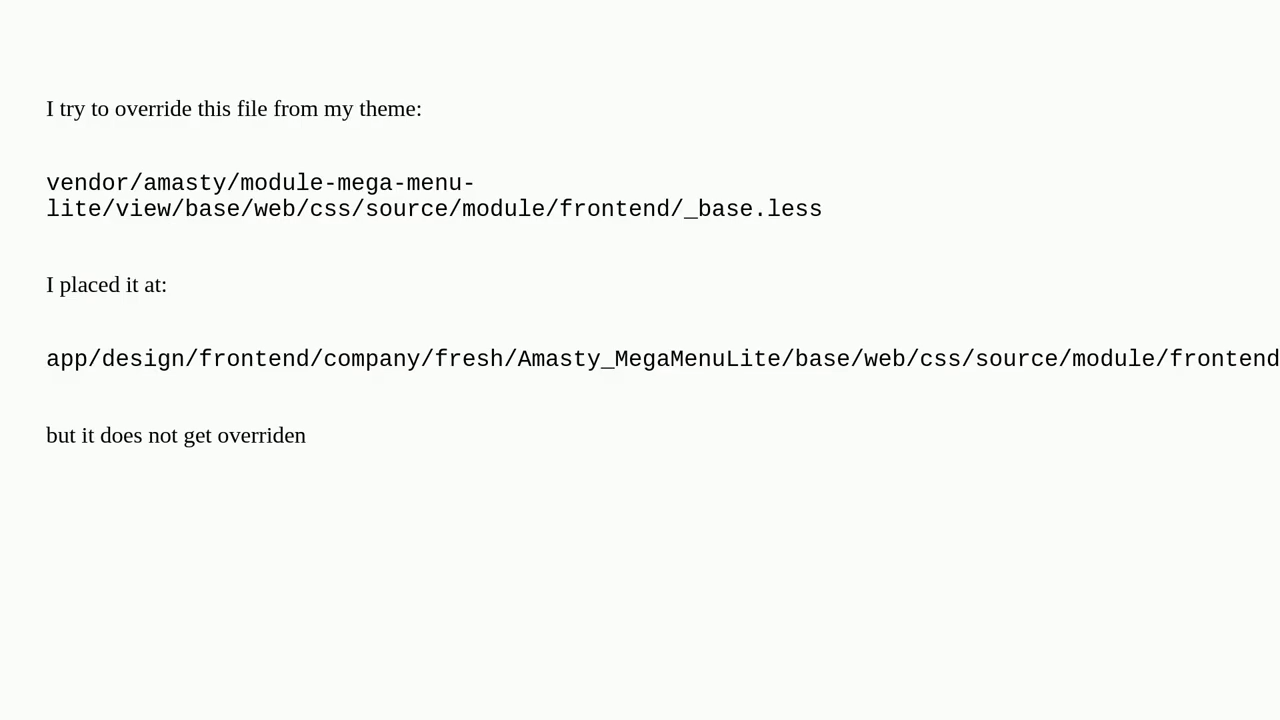 I try to override this file from my theme:
vendor/amasty/module-mega-menu-
lite/view/base/web/css/source/module/frontend/_base.less
I placed it at:
app/design/frontend/company/fresh/Amasty_MegaMenuLite/base/web/css/source/module/frontend
but it does not get overriden